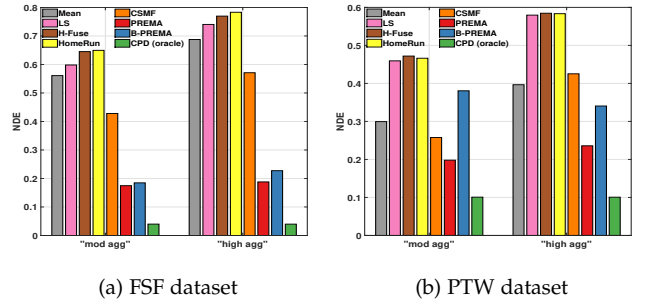 Mean CSMF
LS PREMA
H-Fuse B-PREMA
HomeRun CPD (oracle)
NDE
0.8
0.7
0.6
0.5
0.4
0.3
0.2
0.1
0
"mod agg" "high agg"
(a) FSF dataset
Mean CSMF
LS PREMA
H-Fuse B-PREMA
HomeRun CPD (oracle)
NDE
0.6
0.5
0.4
0.3
0.2
0.1
0
"mod agg" "high agg"
(b) PTW dataset